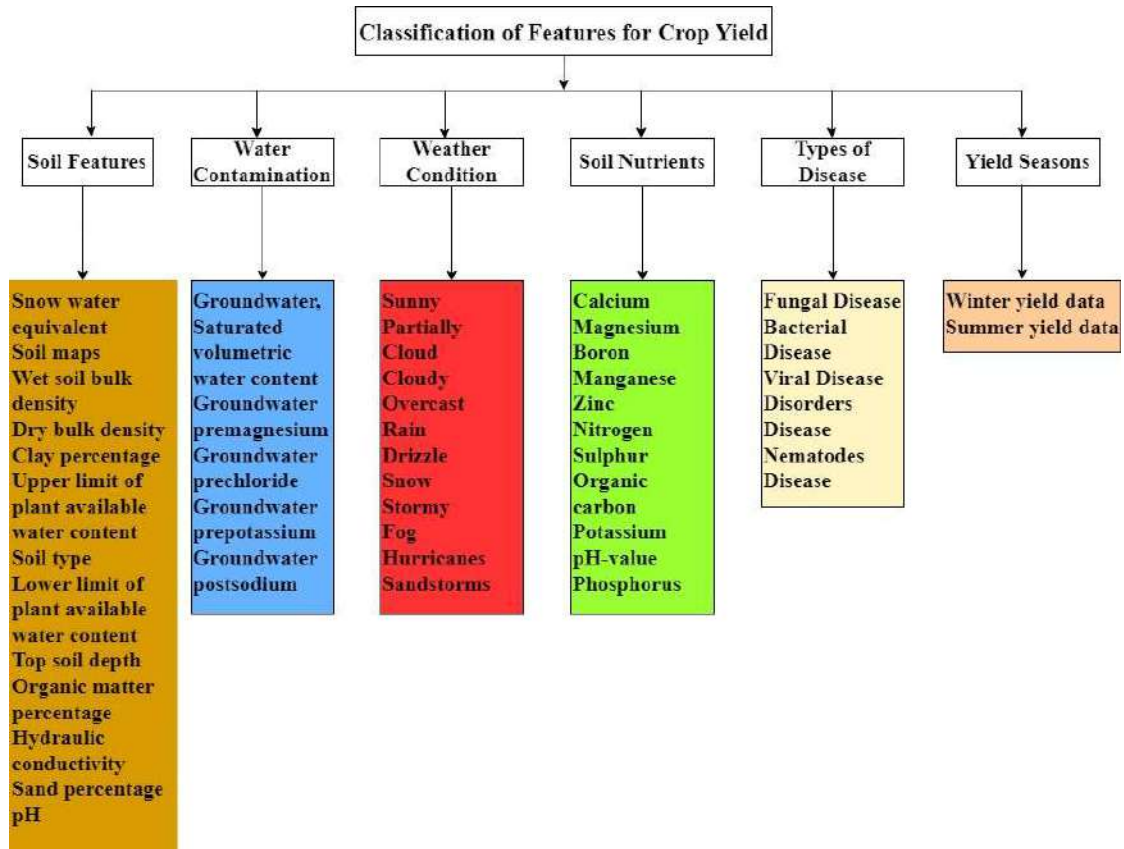 Classification of Features for Crop Yield
Soil Features
Water
Contamination
Weather
Condition
Soil Nutrients
Types of
Disease
Yield Seasons
Snow water
equivalent
Soil maps
Wet soil bulk
density
Dry bulk density
Clay percentage
Upper limit of
plant available
water content
Soil type
Lower limit of
plant available
water content
Top soil depth
Organic matter
percentage
Hydraulic
conductivity
Sand percentage
pH
Groundwater,
Saturated
volumetric
water content
Groundwater
premagnesium
Groundwater
prechloride
Groundwater
prepotassium
Groundwater
postsodium
Sunny
Partially
Cloud
Cloudy
Overcast
Rain
Drizzle
Snow
Stormy
Fog
Hurricanes
Sandstorms
Calcium
Magnesium
Boron
Manganese
Zinc
Nitrogen
Sulphur
Organic
carbon
Potassium
pH-value
Phosphorus
Fungal Disease
Bacterial
Disease
Viral Disease
Disorders
Disease
Nematodes
Disease
Winter yield data
Summer yield data